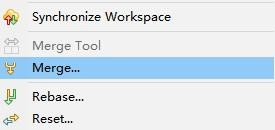 Synchronize Workspace
Merge Tool
Merge...
Rebase...
Reset...